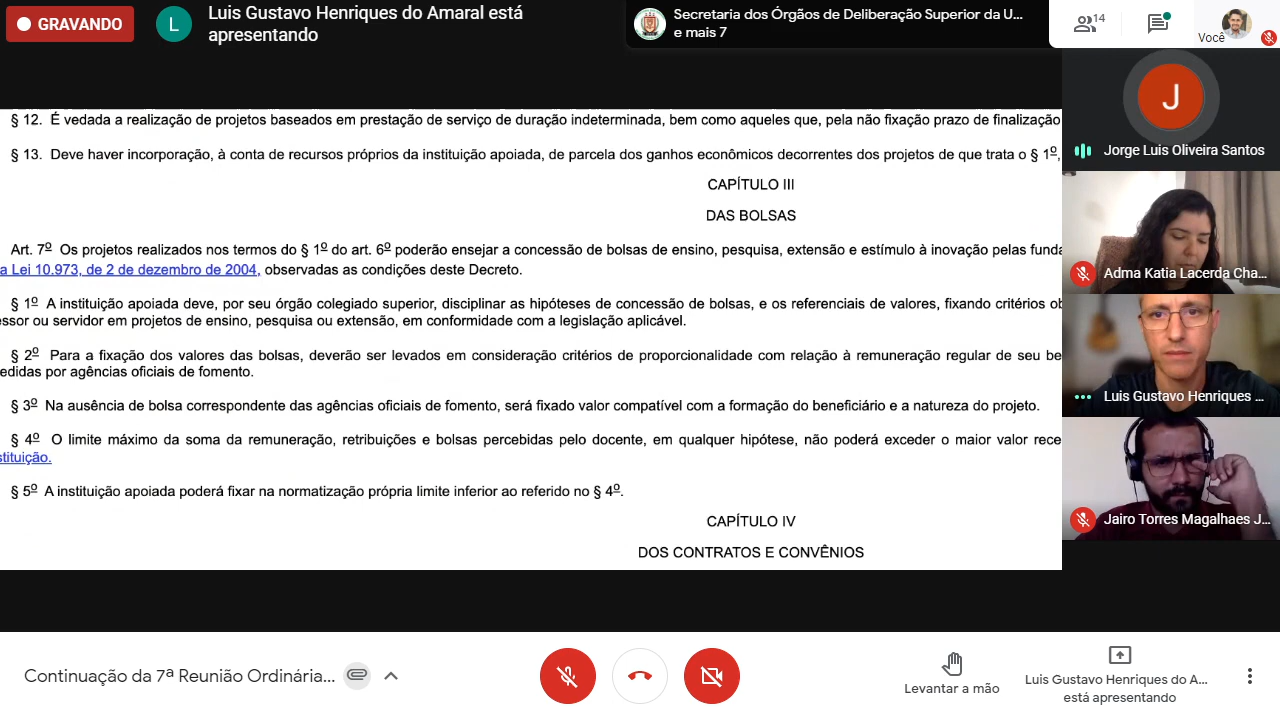 GRAVANDO
L
Luis Gustavo Henriques do Amaral está
apresentando
Secretaria dos Órgãos de Deliberação Superior da U...
e mais 7
14
Você
§ 12. É vedada a realização de projetos baseados em prestação de serviço de duração indeterminada, bem como aqueles que, pela não fixação prazo de finalização
§ 13. Deve haver incorporação, à conta de recursos próprios da instituição apoiada, de parcela dos ganhos econômicos decorrentes dos projetos de que trata o § 1º,
CAPÍTULO III
DAS BOLSAS
Art. 7º Os projetos realizados nos termos do § 1º do art. 6º poderão ensejar a concessão de bolsas de ensino, pesquisa, extensão e estímulo à inovação pelas funda
a Lei 10.973, de 2 de dezembro de 2004, observadas as condições deste Decreto.
§ 1º A instituição apoiada deve, por seu órgão colegiado superior, disciplinar as hipóteses de concessão de bolsas, e os referenciais de valores, fixando critérios ob
essor ou servidor em projetos de ensino, pesquisa ou extensão, em conformidade com a legislação aplicável.
§ 2º Para a fixação dos valores das bolsas, deverão ser levados em consideração critérios de proporcionalidade com relação à remuneração regular de seu be
edidas por agências oficiais de fomento.
§ 3º Na ausência de bolsa correspondente das agências oficiais de fomento, será fixado valor compatível com a formação do beneficiário e a natureza do projeto.
§ 4º O limite máximo da soma da remuneração, retribuições e bolsas percebidas pelo docente, em qualquer hipótese, não poderá exceder o maior valor rece
stituição.
§ 5º A instituição apoiada poderá fixar na normatização própria limite inferior ao referido no § 4º.
CAPÍTULO IV
DOS CONTRATOS E CONVÊNIOS
J
Jorge Luis Oliveira Santos
Adma Katia Lacerda Cha...
Luis Gustavo Henriques ...
Jairo Torres Magalhaes J...
Continuação da 7ª Reunião Ordinária...
Levantar a mão
Luis Gustavo Henriques do A...
está apresentando